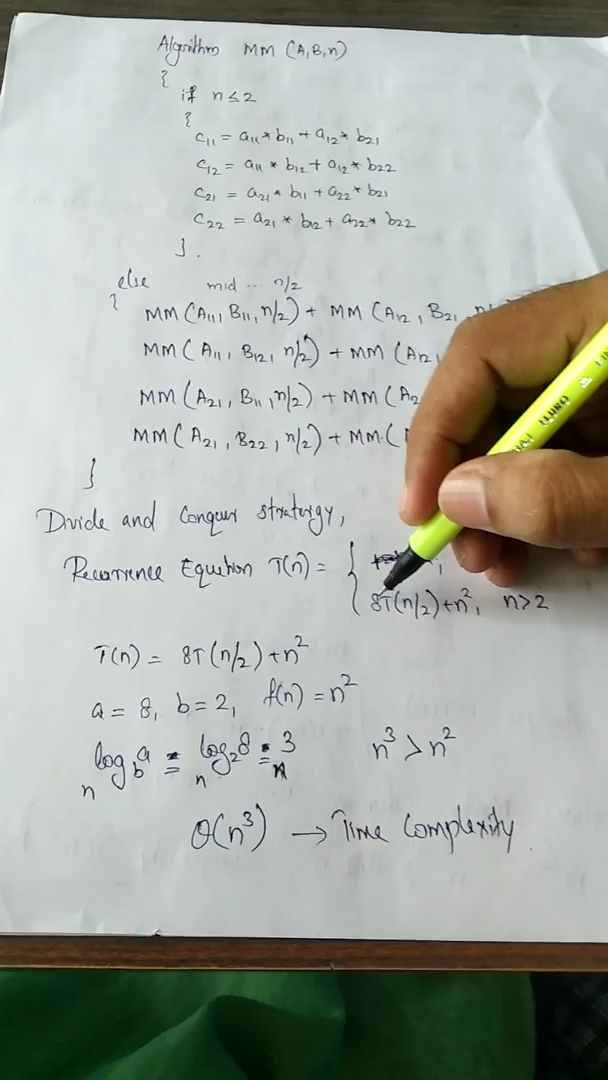 Algorithm MM (A,B,n)
{
if n ≤ 2
{
c11 = a11 * b11 + a12 * b21
c12 = a11 * b12 + a12 * b22
c21 = a21 * b11 + a22 * b21
c22 = a21 * b12 + a22 * b22
}.
else mid ... n/2
{
MM (A11, B11, n/2) + MM (A12, B21,
MM (A11, B12, n/2) + MM (A12,
MM (A21, B11, n/2) + MM (
MM (A21, B22, n/2) + MM (
}
Divide and Conquer stratergy,
Recurrence Equation T(n) = {
8T(n/2)+n², n>2
T(n) = 8T(n/2)+n²
a = 8, b = 2, f(n) = n²
n log_b a = n log_2 8 = n 3 n³ > n²
O(n³) → Time Complexity.